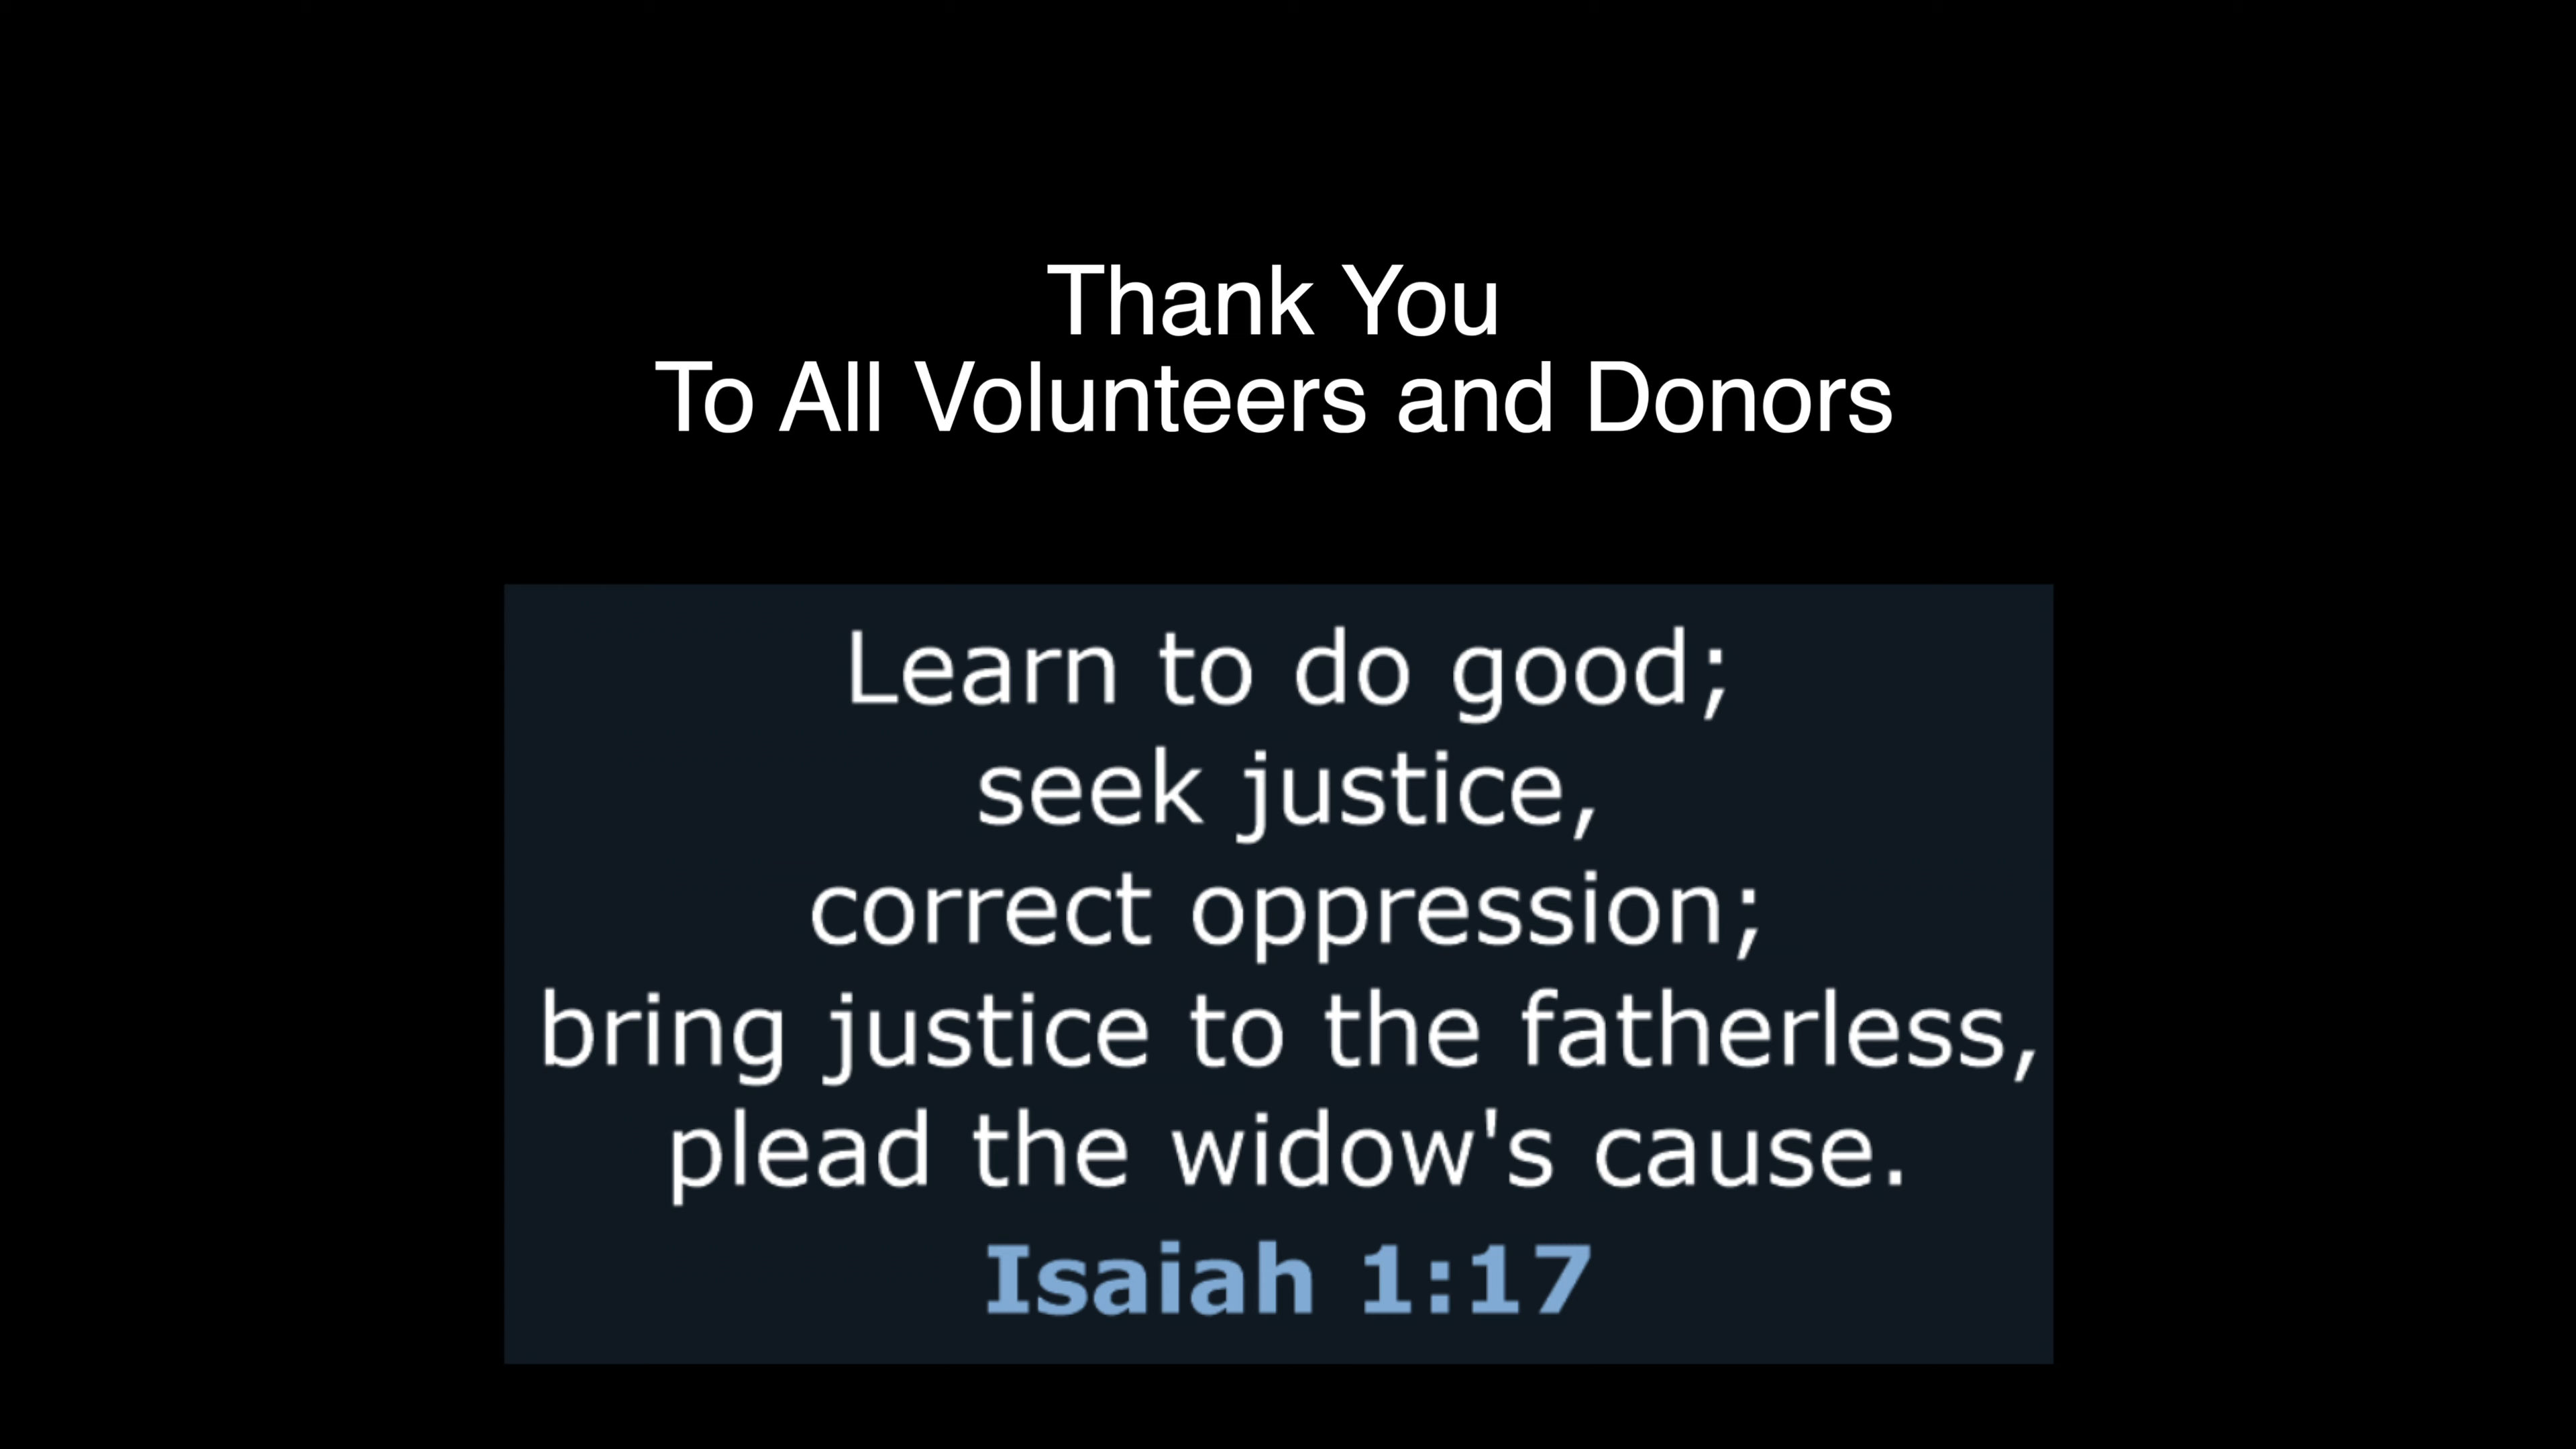 Thank You
To All Volunteers and Donors
Learn to do good;
seek justice,
correct oppression;
bring justice to the fatherless,
plead the widow's cause.
Isaiah 1:17